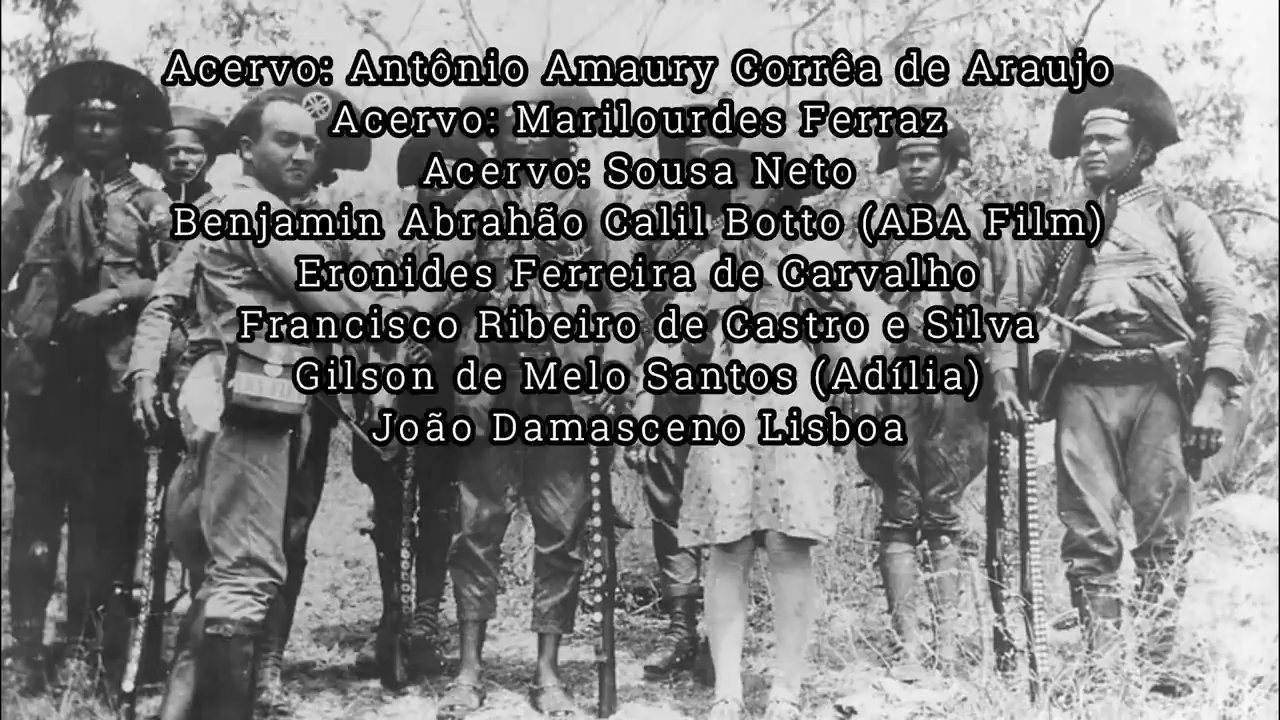 Acervo: Antônio Amaury Corrêa de Araujo
Acervo: Marilourdes Ferraz
Acervo: Sousa Neto
Benjamin Abrahão Calil Botto (ABA Film)
Eronides Ferreira de Carvalho
Francisco Ribeiro de Castro e Silva
Gilson de Melo Santos (Adília)
João Damasceno Lisboa